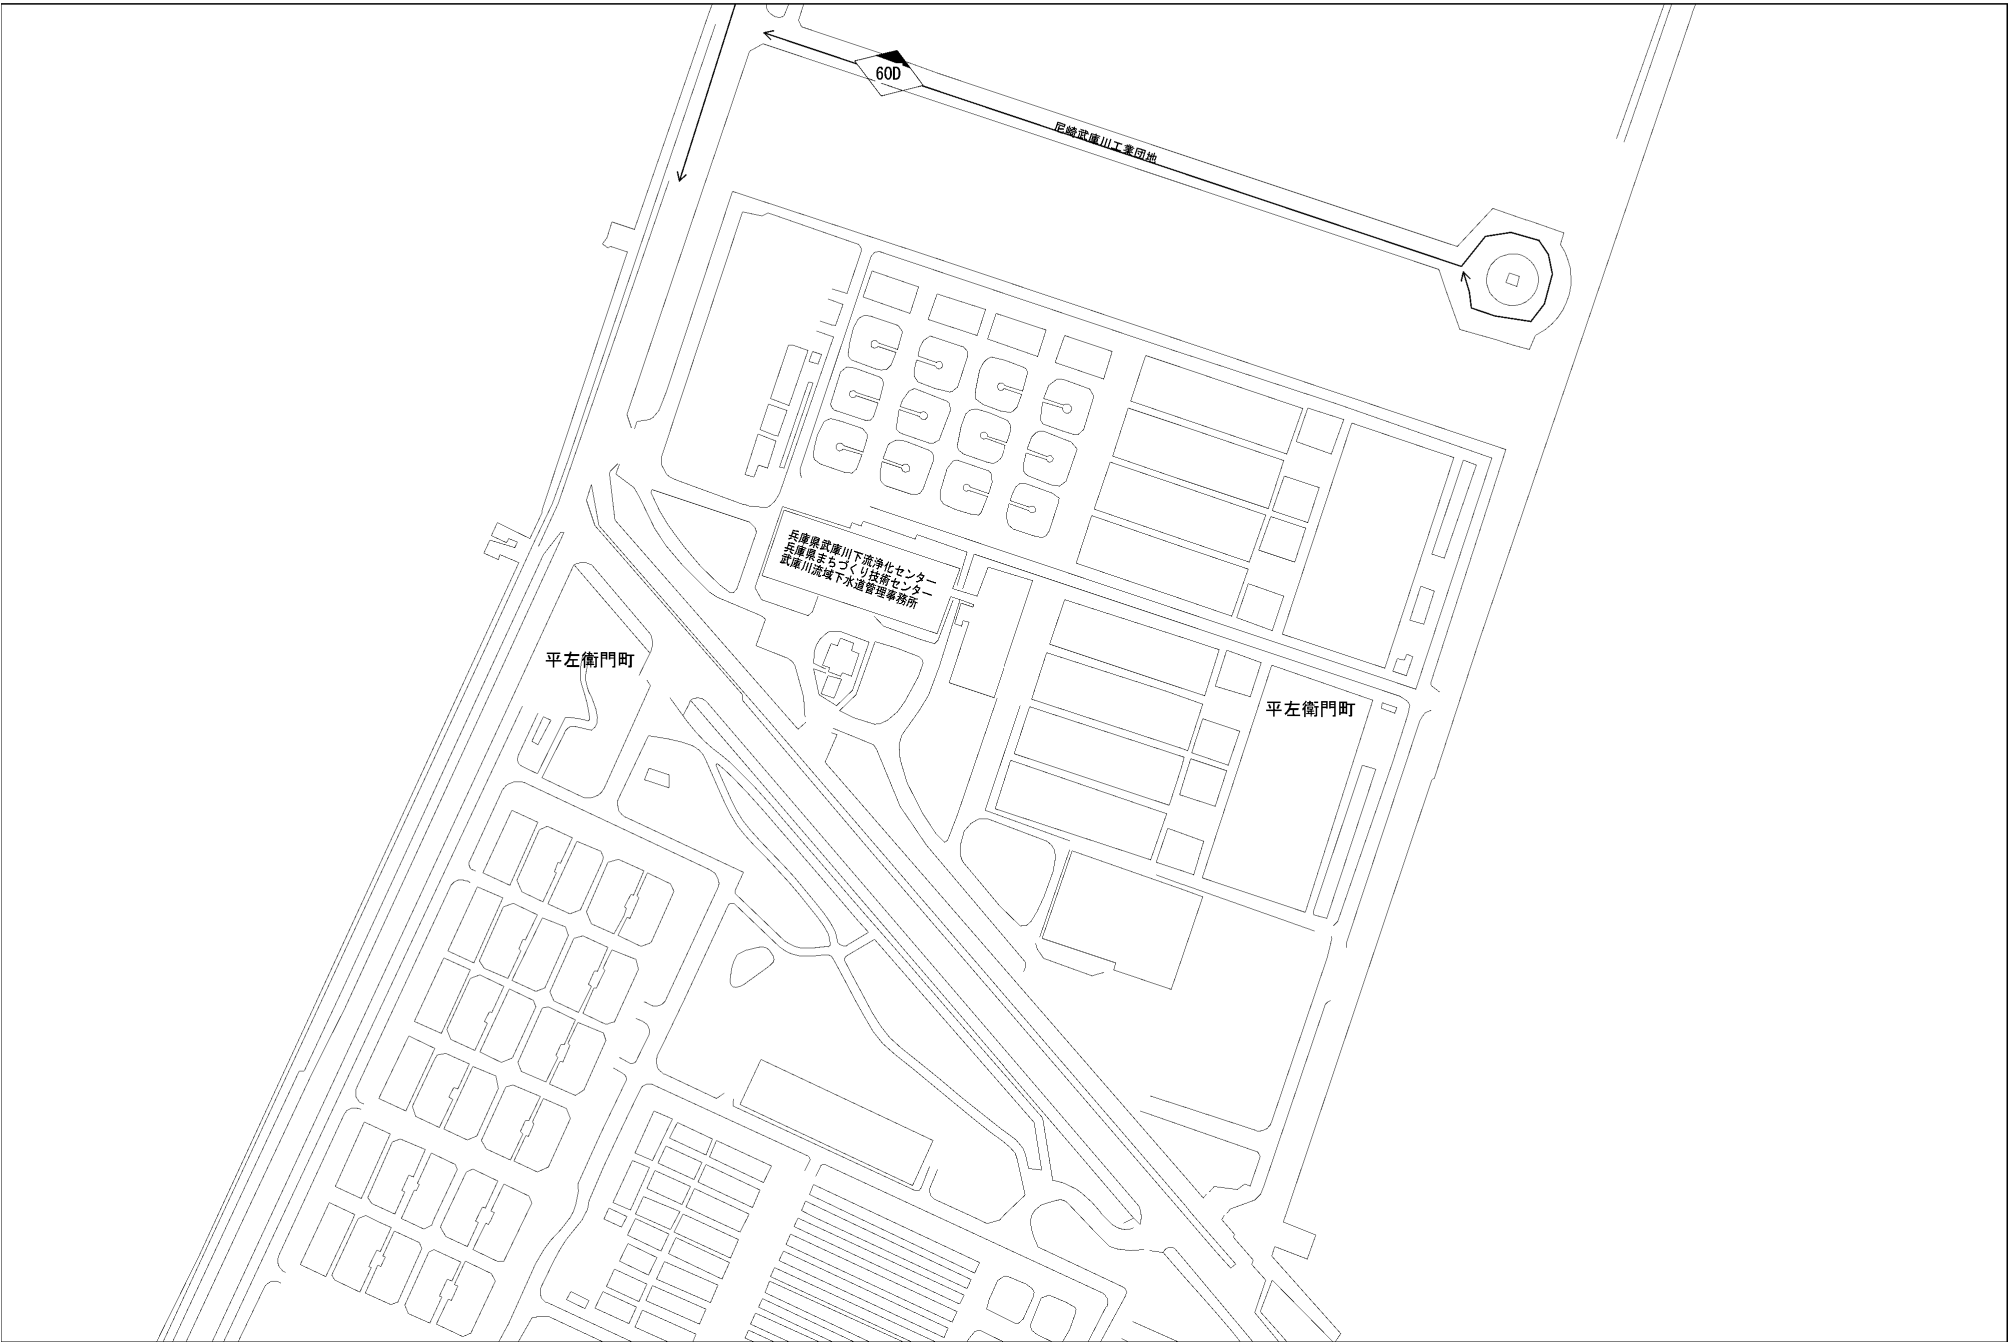 60D
尼崎武庫川工業団地
兵庫県武庫川下流浄化センター
兵庫県まちづくり技術センター
武庫川流域下水道管理事務所
平左衛門町
平左衛門町